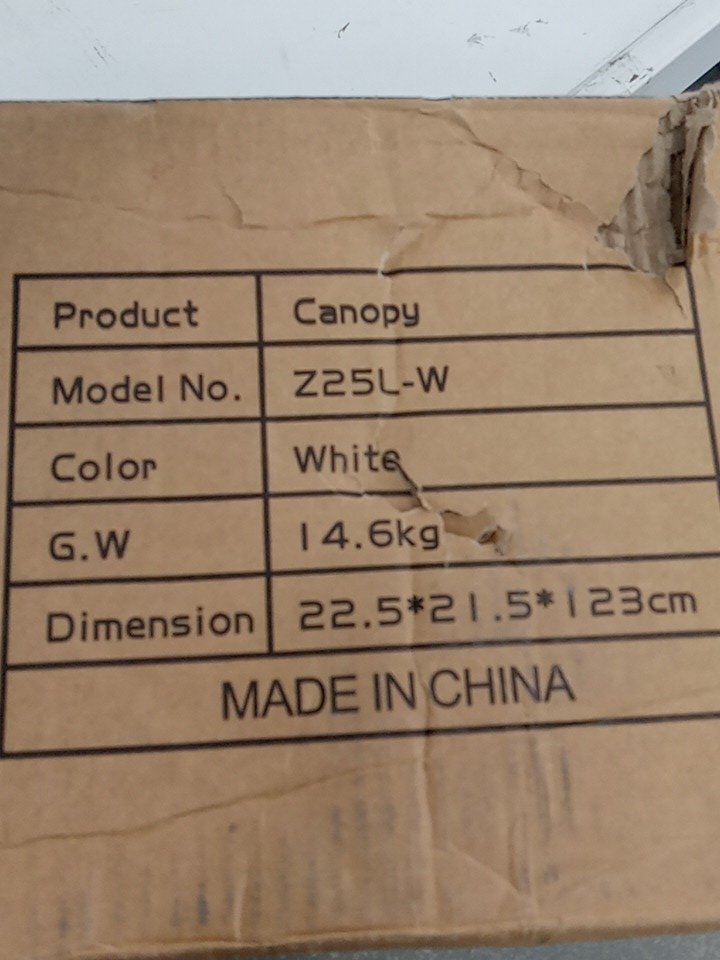 Product Canopy
Model No. Z25L-W
Color White
G.W 14.6kg
Dimension 22.5*21.5*123cm
MADE IN CHINA